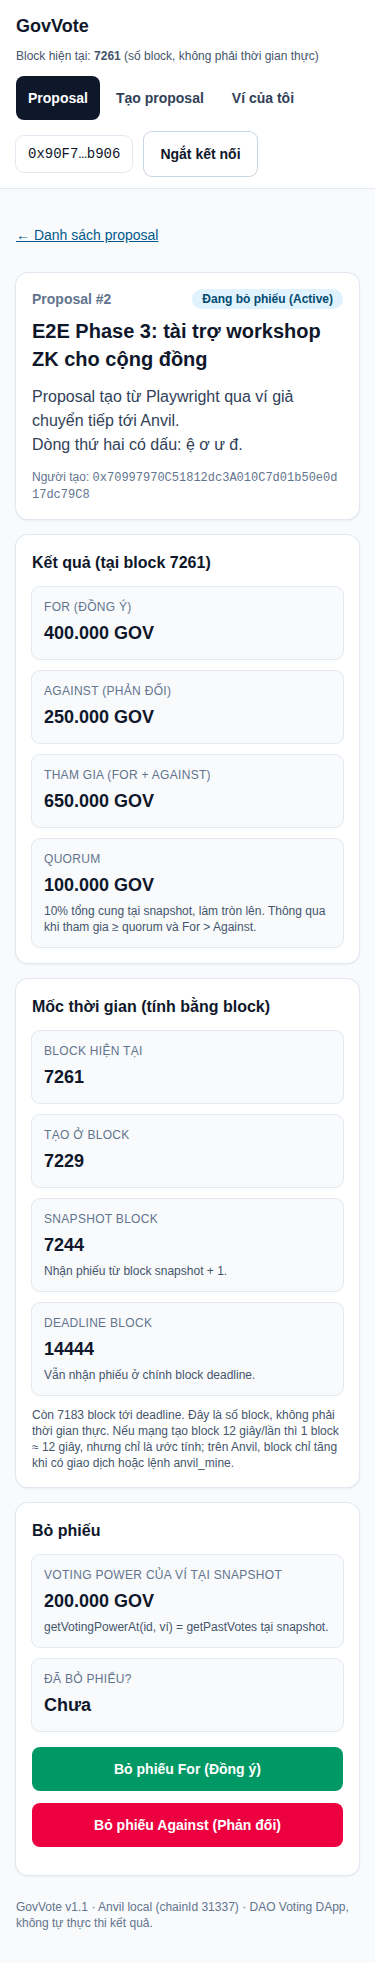 GovVote
Block hiện tại: 7261 (số block, không phải thời gian thực)
Proposal
Tạo proposal
Ví của tôi
0x90F7…b906
Ngắt kết nối
← Danh sách proposal
Proposal #2
Đang bỏ phiếu (Active)
E2E Phase 3: tài trợ workshop
ZK cho cộng đồng
Proposal tạo từ Playwright qua ví giả
chuyển tiếp tới Anvil.
Dòng thứ hai có dấu: ệ ơ ư đ.
Người tạo: 0x70997970C51812dc3A010C7d01b50e0d
17dc79C8
Kết quả (tại block 7261)
FOR (ĐỒNG Ý)
400.000 GOV
AGAINST (PHẢN ĐỐI)
250.000 GOV
THAM GIA (FOR + AGAINST)
650.000 GOV
QUORUM
100.000 GOV
10% tổng cung tại snapshot, làm tròn lên. Thông qua
khi tham gia ≥ quorum và For > Against.
Mốc thời gian (tính bằng block)
BLOCK HIỆN TẠI
7261
TẠO Ở BLOCK
7229
SNAPSHOT BLOCK
7244
Nhận phiếu từ block snapshot + 1.
DEADLINE BLOCK
14444
Vẫn nhận phiếu ở chính block deadline.
Còn 7183 block tới deadline. Đây là số block, không phải
thời gian thực. Nếu mạng tạo block 12 giây/lần thì 1 block
≈ 12 giây, nhưng chỉ là ước tính; trên Anvil, block chỉ tăng
khi có giao dịch hoặc lệnh anvil_mine.
Bỏ phiếu
VOTING POWER CỦA VÍ TẠI SNAPSHOT
200.000 GOV
getVotingPowerAt(id, ví) = getPastVotes tại snapshot.
ĐÃ BỎ PHIẾU?
Chưa
Bỏ phiếu For (Đồng ý)
Bỏ phiếu Against (Phản đối)
GovVote v1.1 · Anvil local (chainId 31337) · DAO Voting DApp,
không tự thực thi kết quả.